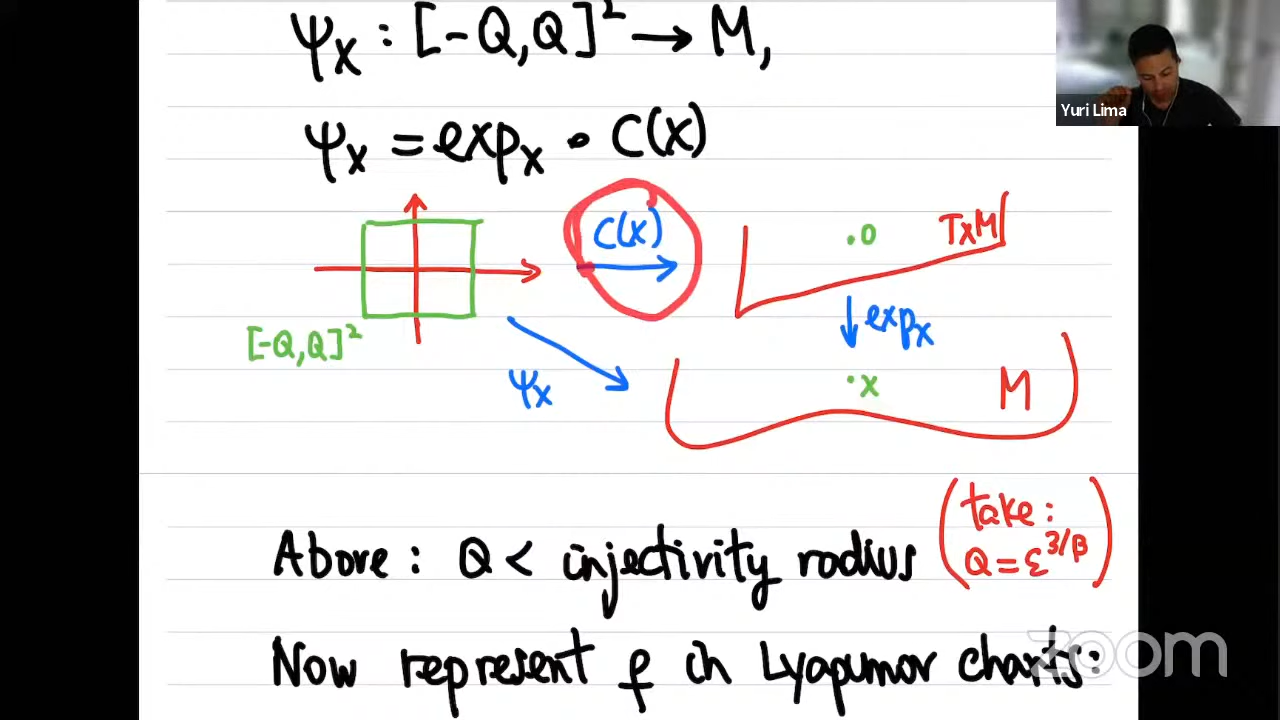 ψx : [-Q,Q]² → M,
Yuri Lima
ψx = expx ∘ C(x)
C(x)
.0
TxM
expx
[-Q,Q]²
ψx
.x
M
Above: Q < injectivity radius (take: Q=ε^3/β)
Now represent f in Lyapunov charts:
zoom